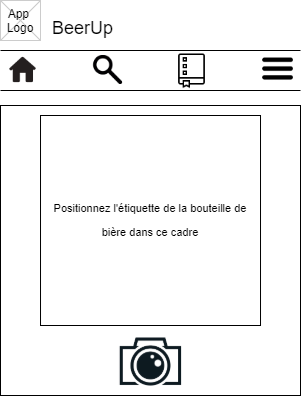 App
Logo
BeerUp
Positionnez l'étiquette de la bouteille de
bière dans ce cadre